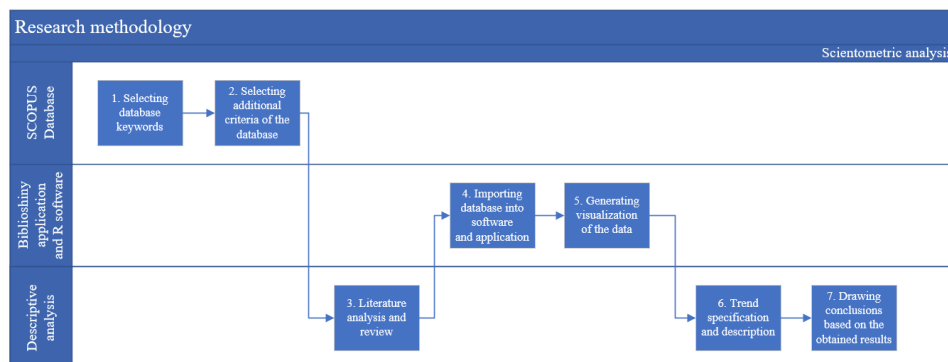 Research methodology
Scientometric analysis
SCOPUS
Database
1. Selecting
database
keywords
2. Selecting
additional
criteria of the
database
Biblioshiny
application
and R software
4. Importing
database into
software
and application
5. Generating
visualization
of the data
Descriptive
analysis
3. Literature
analysis and
review
6. Trend
specification
and description
7. Drawing
conclusions
based on the
obtained results